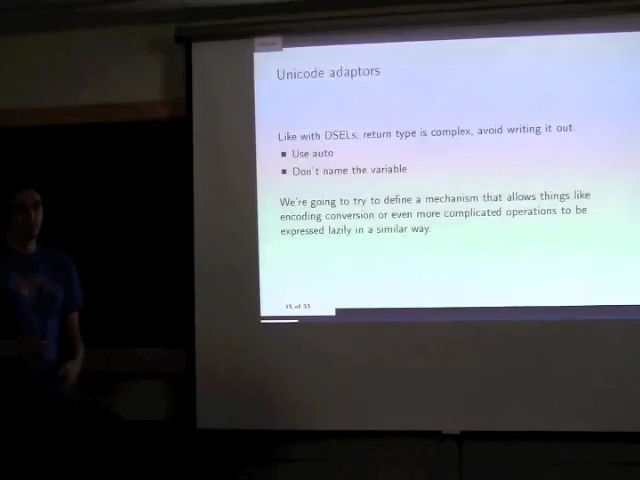 Unicode adaptors
Like with DSELs, return type is complex, avoid writing it out.
■ Use auto
■ Don't name the variable
We're going to try to define a mechanism that allows things like
encoding conversion or even more complicated operations to be
expressed lazily in a similar way.
15 of 33